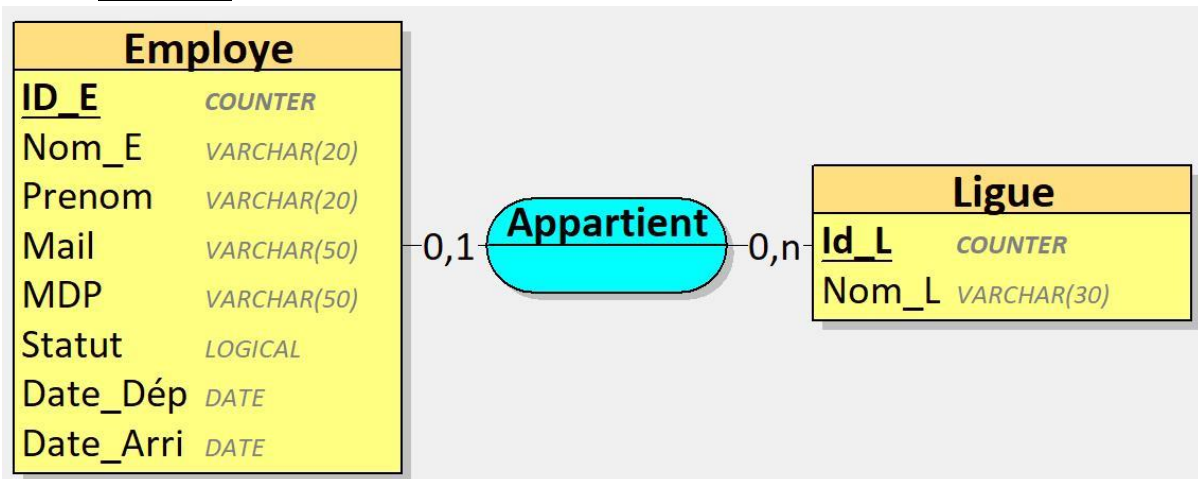 Employe
ID_E COUNTER
Nom_E VARCHAR(20)
Prenom VARCHAR(20)
Mail VARCHAR(50)
MDP VARCHAR(50)
Statut LOGICAL
Date_Dép DATE
Date_Arri DATE
0,1
Appartient
0,n
Ligue
Id_L COUNTER
Nom_L VARCHAR(30)